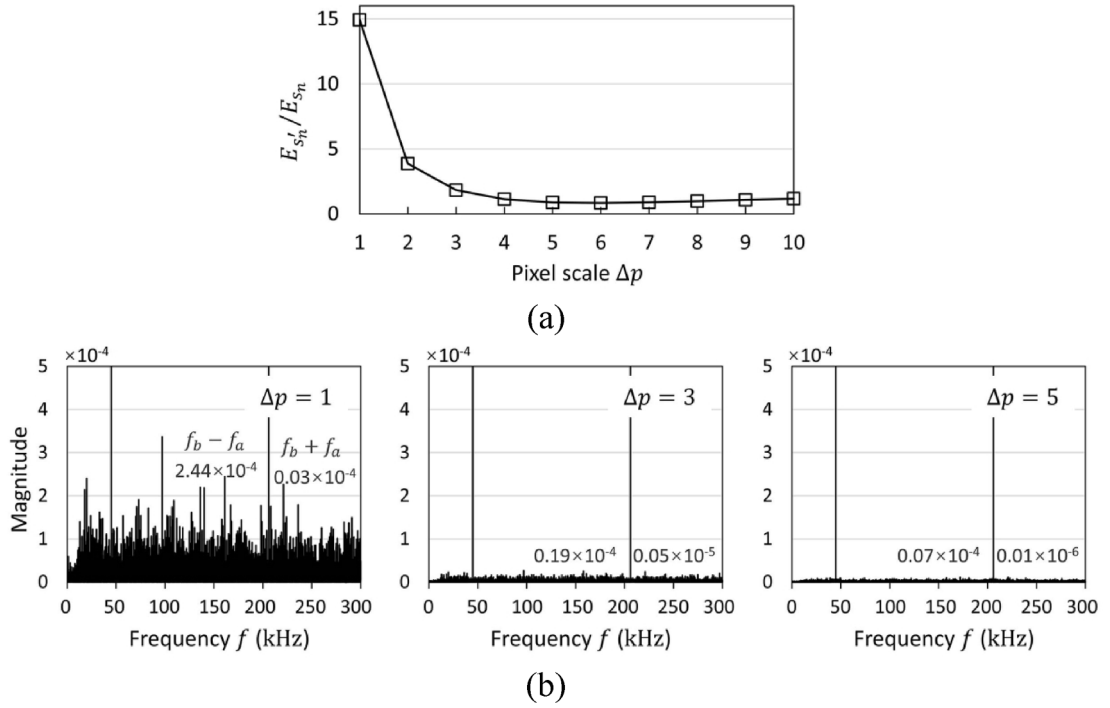 15
10
5
0
E_{s_n'}/E_{s_n}
1 2 3 4 5 6 7 8 9 10
Pixel scale Δp
(a)
×10⁻⁴ ×10⁻⁴ ×10⁻⁴
5 5 5
Δp = 1 Δp = 3 Δp = 5
4 4 4
f_b − f_a f_b + f_a
3 3 3
2.44×10⁻⁴ 0.03×10⁻⁴
Magnitude
2 2 2
1 1 1
0.19×10⁻⁴ 0.05×10⁻⁵ 0.07×10⁻⁴ 0.01×10⁻⁶
0 0 0
0 50 100 150 200 250 300 0 50 100 150 200 250 300 0 50 100 150 200 250 300
Frequency f (kHz) Frequency f (kHz) Frequency f (kHz)
(b)